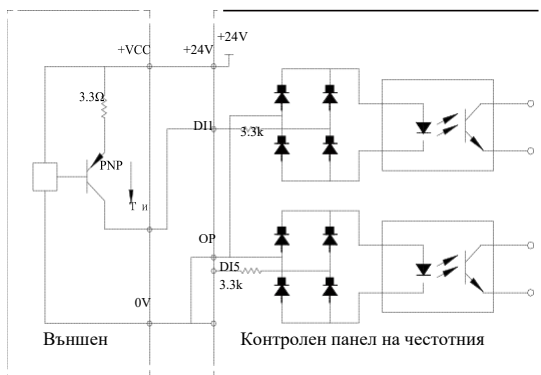 +24V
+VCC +24V
3.3Ω
DI1
3.3k
PNP
Т и
OP
DI5
3.3k
0V
Външен Контролен панел на честотния